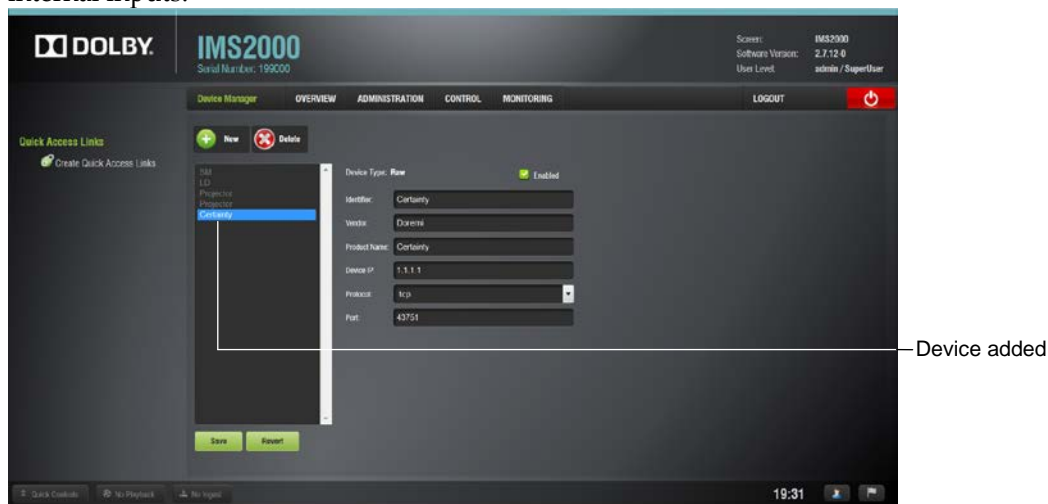 internal inputs.
DOLBY.
IMS2000
Serial Number: 199000
Screen: IMS2000
Software Version: 2.7.12-0
User Level: admin / SuperUser
Device Manager OVERVIEW ADMINISTRATION CONTROL MONITORING LOGOUT
Quick Access Links
Create Quick Access Links
New Delete
SM
LD
Projector
Projector
Certainty
Device Type: Raw Enabled
Identifier: Certainty
Vendor: Doremi
Product Name: Certainty
Device IP 1.1.1.1
Protocol: tcp
Port: 43751
Device added
Save Revert
Quick Controls No Playback No Ingest 19:31